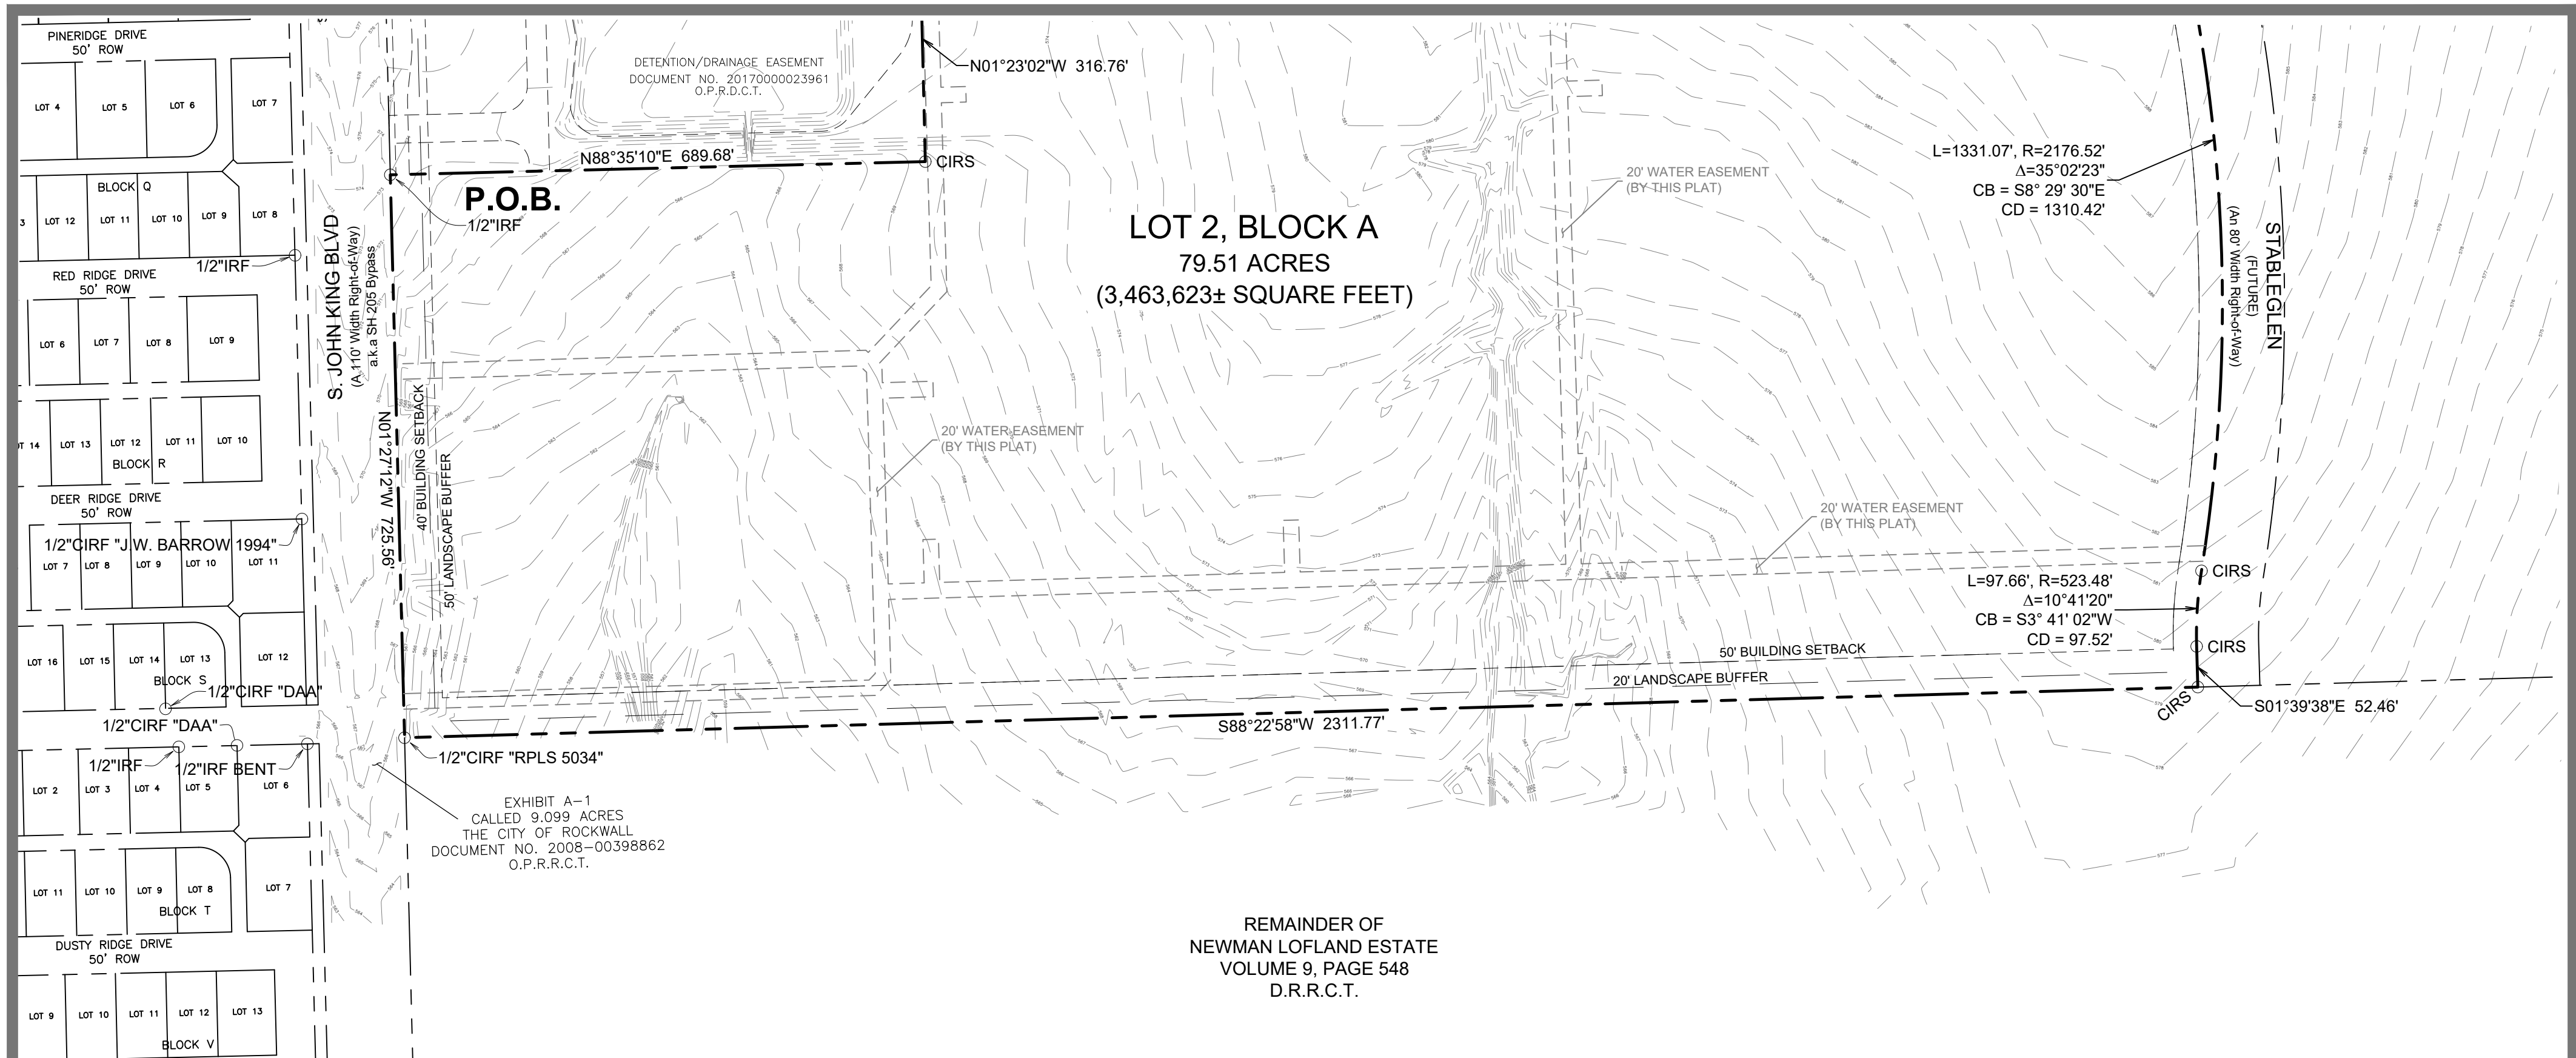 PINERIDGE DRIVE
50' ROW
LOT 4
LOT 5
LOT 6
LOT 7
BLOCK Q
3
LOT 12
LOT 11
LOT 10
LOT 9
LOT 8
1/2"IRF
RED RIDGE DRIVE
50' ROW
LOT 6
LOT 7
LOT 8
LOT 9
OT 14
LOT 13
LOT 12
LOT 11
LOT 10
BLOCK R
DEER RIDGE DRIVE
50' ROW
1/2"CIRF "J.W. BARROW 1994"
LOT 7
LOT 8
LOT 9
LOT 10
LOT 11
LOT 16
LOT 15
LOT 14
LOT 13
LOT 12
BLOCK S
1/2"CIRF "DAA"
1/2"CIRF "DAA"
1/2"IRF
1/2"IRF BENT
LOT 2
LOT 3
LOT 4
LOT 5
LOT 6
LOT 11
LOT 10
LOT 9
LOT 8
LOT 7
BLOCK T
DUSTY RIDGE DRIVE
50' ROW
LOT 9
LOT 10
LOT 11
LOT 12
LOT 13
BLOCK V
S. JOHN KING BLVD
(A 110' Width Right-of-Way)
a.k.a SH-205 Bypass
N01°27'12"W 725.56'
40' BUILDING SETBACK
50' LANDSCAPE BUFFER
DETENTION/DRAINAGE EASEMENT
DOCUMENT NO. 20170000023961
O.P.R.D.C.T.
N01°23'02"W 316.76'
N88°35'10"E 689.68'
CIRS
P.O.B.
1/2"IRF
LOT 2, BLOCK A
79.51 ACRES
(3,463,623± SQUARE FEET)
20' WATER EASEMENT
(BY THIS PLAT)
20' WATER EASEMENT
(BY THIS PLAT)
20' WATER EASEMENT
(BY THIS PLAT)
L=1331.07', R=2176.52'
Δ=35°02'23"
CB = S8° 29' 30"E
CD = 1310.42'
STABLEGLEN
(FUTURE)
(An 80' Width Right-of-Way)
CIRS
L=97.66', R=523.48'
Δ=10°41'20"
CB = S3° 41' 02"W
CD = 97.52'
CIRS
50' BUILDING SETBACK
20' LANDSCAPE BUFFER
CIRS
S01°39'38"E 52.46'
S88°22'58"W 2311.77'
1/2"CIRF "RPLS 5034"
EXHIBIT A-1
CALLED 9.099 ACRES
THE CITY OF ROCKWALL
DOCUMENT NO. 2008-00398862
O.P.R.R.C.T.
REMAINDER OF
NEWMAN LOFLAND ESTATE
VOLUME 9, PAGE 548
D.R.R.C.T.